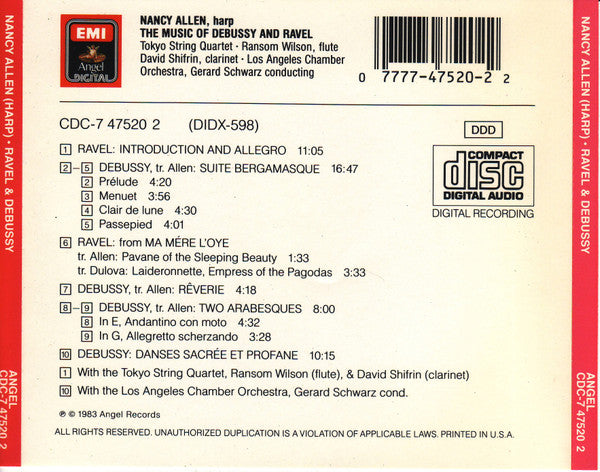 NANCY ALLEN (HARP) • RAVEL & DEBUSSY
ANGEL
CDC-7 47520 2
EMI
Angel
DIGITAL
NANCY ALLEN, harp
THE MUSIC OF DEBUSSY AND RAVEL
Tokyo String Quartet · Ransom Wilson, flute
David Shifrin, clarinet · Los Angeles Chamber
Orchestra, Gerard Schwarz conducting
0 7777-47520-2 2
CDC-7 47520 2 (DIDX-598)
DDD
COMPACT
disc
DIGITAL AUDIO
DIGITAL RECORDING
1 RAVEL: INTRODUCTION AND ALLEGRO 11:05
2–5 DEBUSSY, tr. Allen: SUITE BERGAMASQUE 16:47
2 Prélude 4:20
3 Menuet 3:56
4 Clair de lune 4:30
5 Passepied 4:01
6 RAVEL: from MA MÉRE L'OYE
tr. Allen: Pavane of the Sleeping Beauty 1:33
tr. Dulova: Laideronnette, Empress of the Pagodas 3:33
7 DEBUSSY, tr. Allen: RÊVERIE 4:18
8–9 DEBUSSY, tr. Allen: TWO ARABESQUES 8:00
8 In E, Andantino con moto 4:32
9 In G, Allegretto scherzando 3:28
10 DEBUSSY: DANSES SACRÉE ET PROFANE 10:15
1 With the Tokyo String Quartet, Ransom Wilson (flute), & David Shifrin (clarinet)
10 With the Los Angeles Chamber Orchestra, Gerard Schwarz cond.
℗ © 1983 Angel Records
ALL RIGHTS RESERVED. UNAUTHORIZED DUPLICATION IS A VIOLATION OF APPLICABLE LAWS. PRINTED IN U.S.A.
NANCY ALLEN (HARP) • RAVEL & DEBUSSY
ANGEL
CDC-7 47520 2